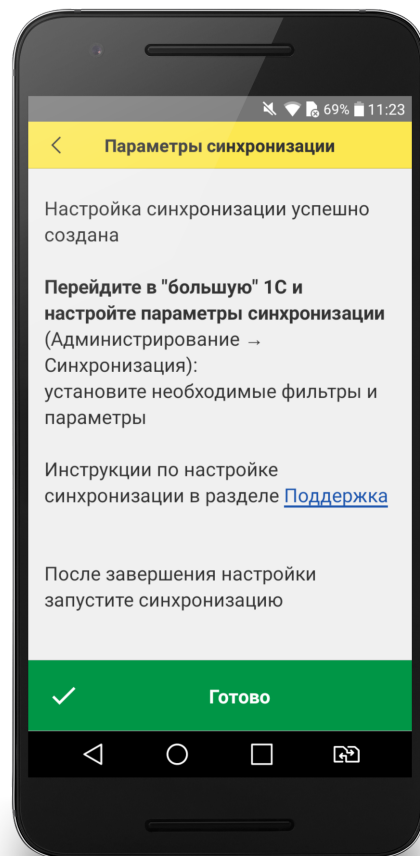 69% 11:23
Параметры синхронизации
Настройка синхронизации успешно
создана
Перейдите в "большую" 1С и
настройте параметры синхронизации
(Администрирование →
Синхронизация):
установите необходимые фильтры и
параметры
Инструкции по настройке
синхронизации в разделе Поддержка
После завершения настройки
запустите синхронизацию
Готово